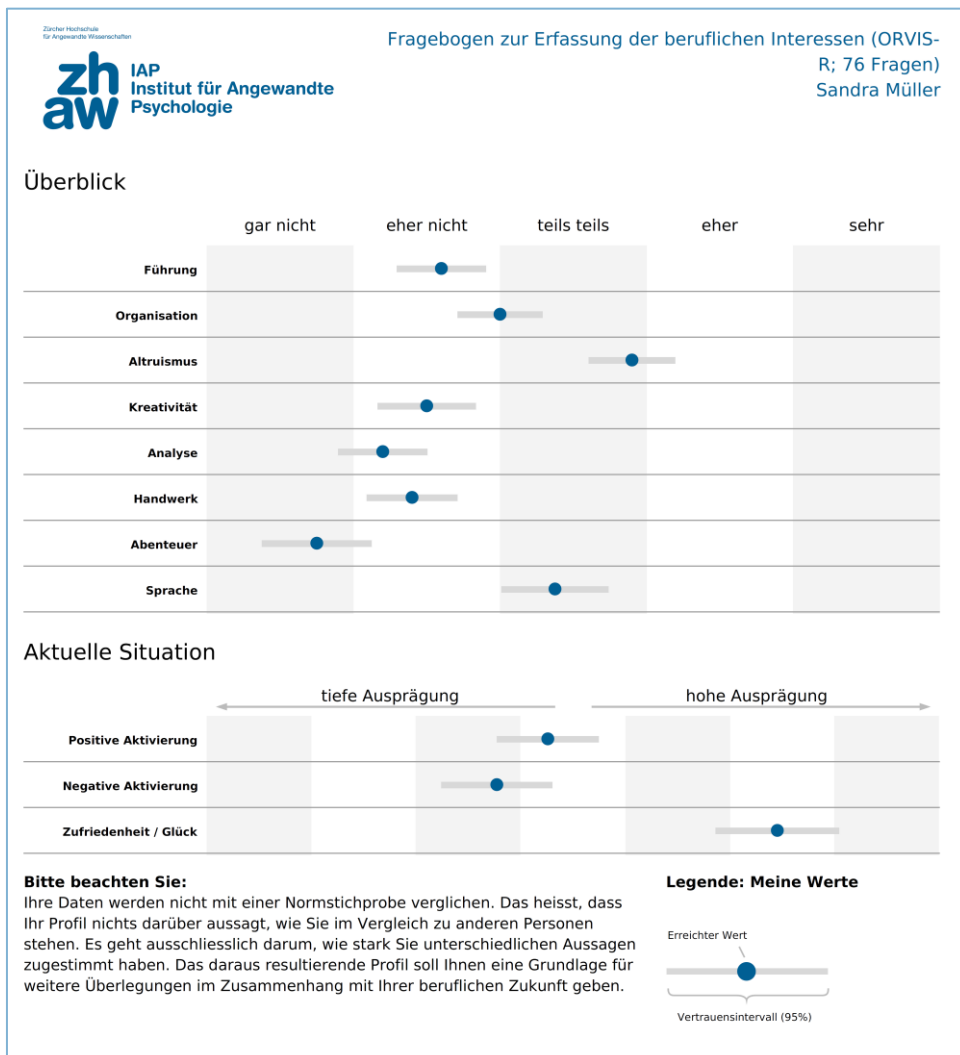 Zürcher Hochschule
für Angewandte Wissenschaften
zh
aw
IAP
Institut für Angewandte
Psychologie
Fragebogen zur Erfassung der beruflichen Interessen (ORVIS-
R; 76 Fragen)
Sandra Müller
Überblick
gar nicht eher nicht teils teils eher sehr
Führung
Organisation
Altruismus
Kreativität
Analyse
Handwerk
Abenteuer
Sprache
Aktuelle Situation
tiefe Ausprägung hohe Ausprägung
Positive Aktivierung
Negative Aktivierung
Zufriedenheit / Glück
Bitte beachten Sie:
Ihre Daten werden nicht mit einer Normstichprobe verglichen. Das heisst, dass
Ihr Profil nichts darüber aussagt, wie Sie im Vergleich zu anderen Personen
stehen. Es geht ausschliesslich darum, wie stark Sie unterschiedlichen Aussagen
zugestimmt haben. Das daraus resultierende Profil soll Ihnen eine Grundlage für
weitere Überlegungen im Zusammenhang mit Ihrer beruflichen Zukunft geben.
Legende: Meine Werte
Erreichter Wert
Vertrauensintervall (95%)